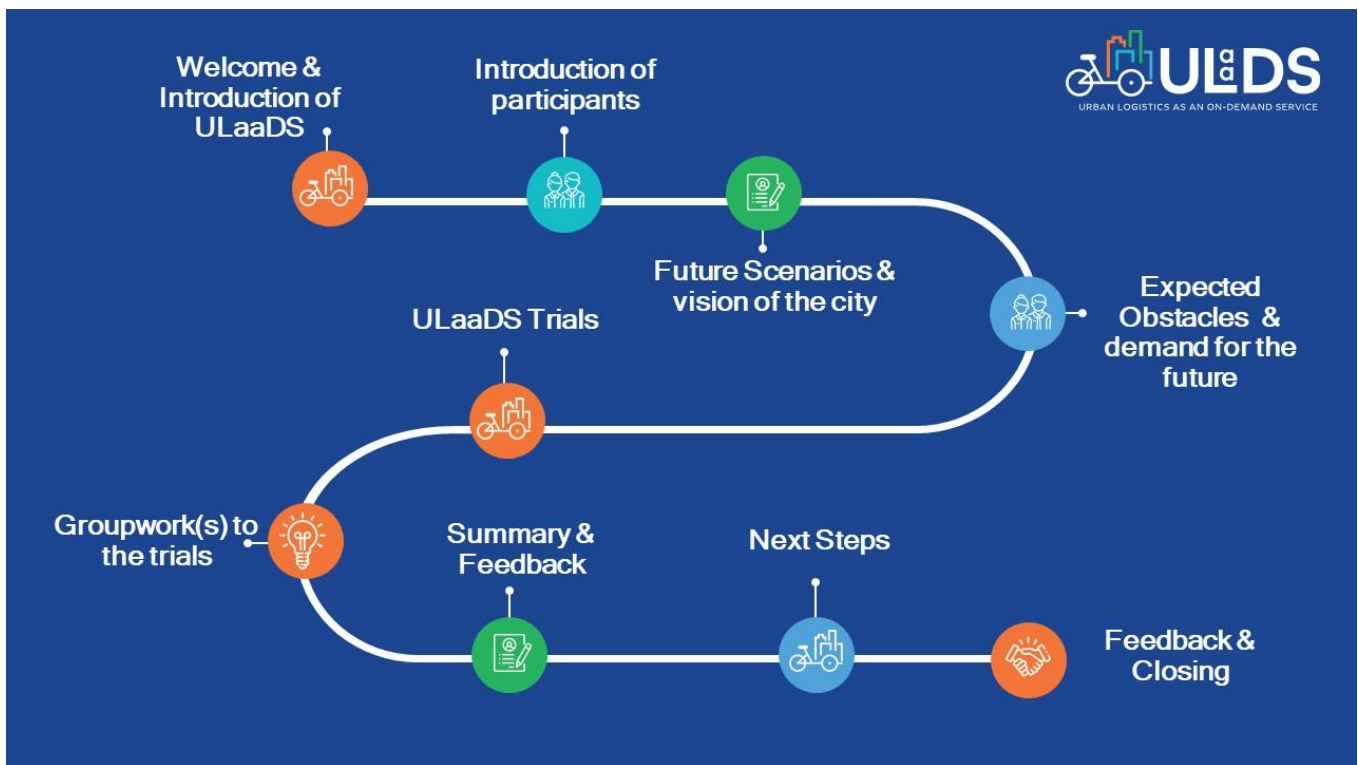 ULaaDS
URBAN LOGISTICS AS AN ON-DEMAND SERVICE
Welcome &
Introduction of
ULaaDS
Introduction of
participants
Future Scenarios &
vision of the city
Expected
Obstacles & 
demand for the
future
ULaaDS Trials
Groupwork(s) to
the trials
Summary &
Feedback
Next Steps
Feedback &
Closing